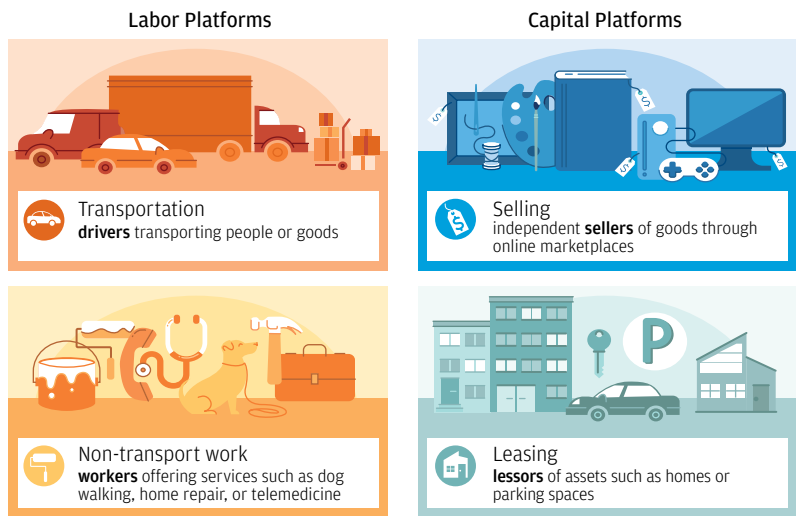 Labor Platforms
Capital Platforms
Transportation
drivers transporting people or goods
$
$
$
$
$
Selling
independent sellers of goods through
online marketplaces
Non-transport work
workers offering services such as dog
walking, home repair, or telemedicine
P
Leasing
lessors of assets such as homes or
parking spaces